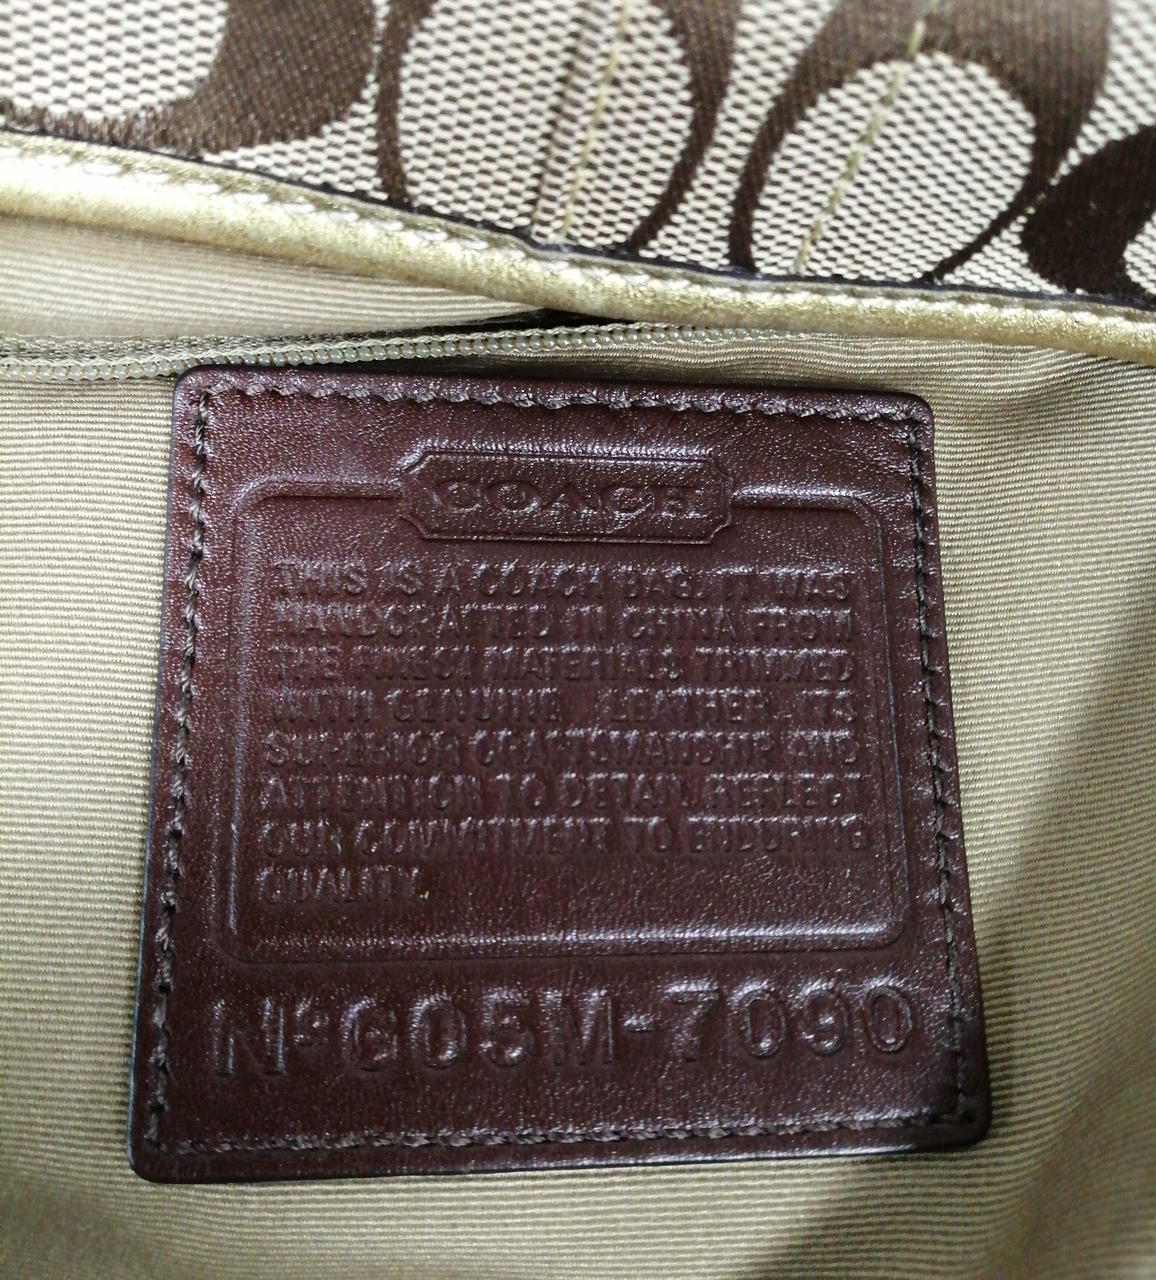 COACH
THIS IS A COACH BAG. IT WAS
HANDCRAFTED IN CHINA FROM
THE FINEST MATERIALS TRIMMED
WITH GENUINE LEATHER. ITS
SUPERIOR CRAFTSMANSHIP AND
ATTENTION TO DETAIL REFLECT
OUR COMMITMENT TO ENDURING
QUALITY.
Nº G05M-7090